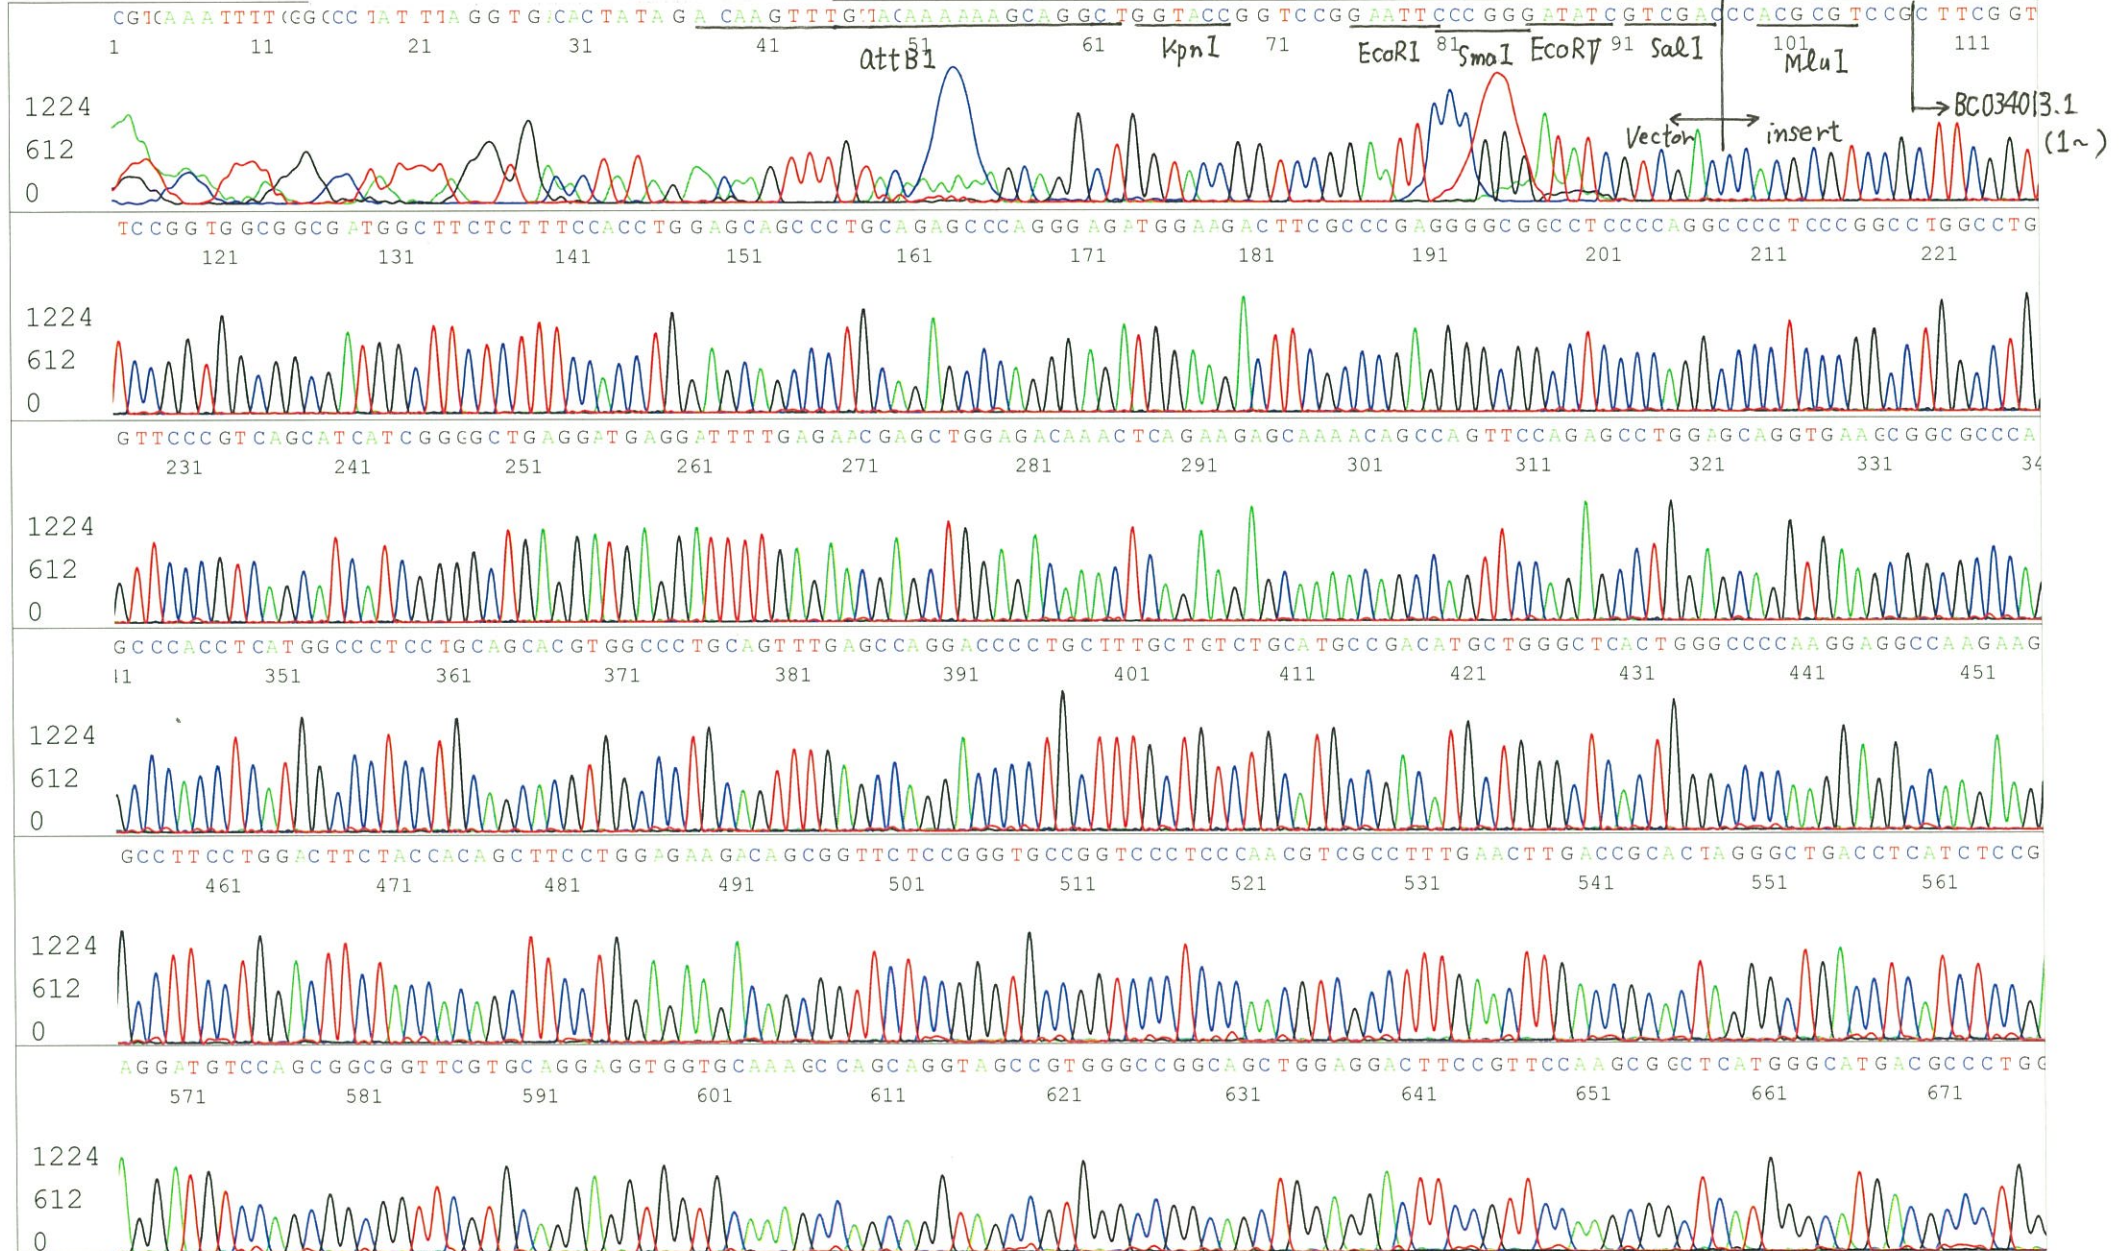 CGTCAAATTTTCGGCCCTATTTAGGTGACACTATAGACAAGTTTGTACAAAAAAGCAGGCTGGTACCGGTCCGGAATTCCCGGGATATCGTCGACCCACGCGTCCGCTTCGGT
1 11 21 31 41 51 61 71 81 91 101 111
attB1 KpnI EcoRI SmaI EcoRV SalI MluI
Vector insert BC034013.1
(1~)
1224
612
0
TCCGGTGGCGGCGATGGCTTCTCTTTCCACCTGGAGCAGCCCTGCAGAGCCCAGGGAGATGGAAGACTTCGCCCGAGGGGCGGCCTCCCCAGGCCCCTCCCGGCCTGGCCTG
121 131 141 151 161 171 181 191 201 211 221
1224
612
0
GTTCCCGTCAGCATCATCGGGGCTGAGGATGAGGATTTTGAGAACGAGCTGGAGACAAACTCAGAAGAGCAAAACAGCCAGTTCCAGAGCCTGGAGCAGGTGAAGCGGCGCCCA
231 241 251 261 271 281 291 301 311 321 331 34
1224
612
0
GCCCACCTCATGGCCCTCCTGCAGCACGTGGCCCTGCAGTTTGAGCCAGGACCCCTGCTTTGCTGTCTGCATGCCGACATGCTGGGCTCACTGGGCCCCAAGGAGGCCAAGAAG
41 351 361 371 381 391 401 411 421 431 441 451
1224
612
0
GCCTTCCTGGACTTCTACCACAGCTTCCTGGAGAAGACAGCGGTTCTCCGGGTGCCGGTCCCTCCCAACGTCGCCTTTGAACTTGACCGCACTAGGGCTGACCTCATCTCCG
461 471 481 491 501 511 521 531 541 551 561
1224
612
0
AGGATGTCCAGCGGCGGTTCGTGCAGGAGGTGGTGCAAAGCCAGCAGGTAGCCGTGGGCCGGCAGCTGGAGGACTTCCGTTCCAAGCGGCTCATGGGCATGACGCCCTGG
571 581 591 601 611 621 631 641 651 661 671
1224
612
0